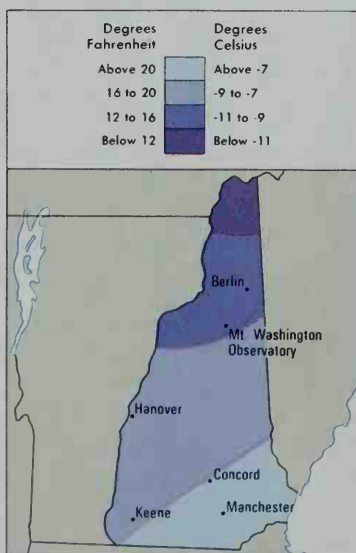 Degrees Fahrenheit
Degrees Celsius
Above 20
Above -7
16 to 20
-9 to -7
12 to 16
-11 to -9
Below 12
Below -11
Berlin
Mt Washington
Observatory
Hanover
Concord
Keene
Manchester